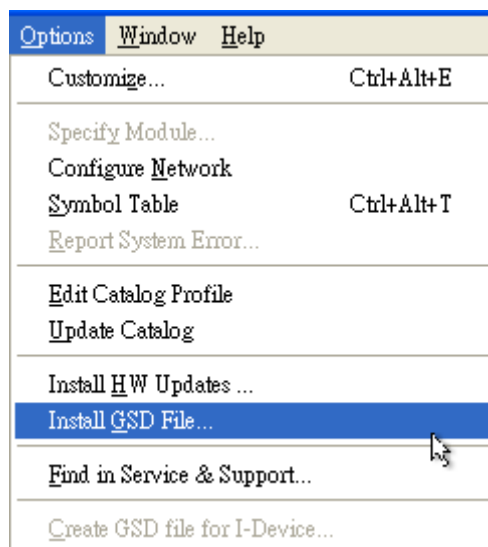 Options Window Help
Customize... Ctrl+Alt+E
Specify Module...
Configure Network
Symbol Table Ctrl+Alt+T
Report System Error...
Edit Catalog Profile
Update Catalog
Install HW Updates ...
Install GSD File...
Find in Service & Support...
Create GSD file for I-Device...